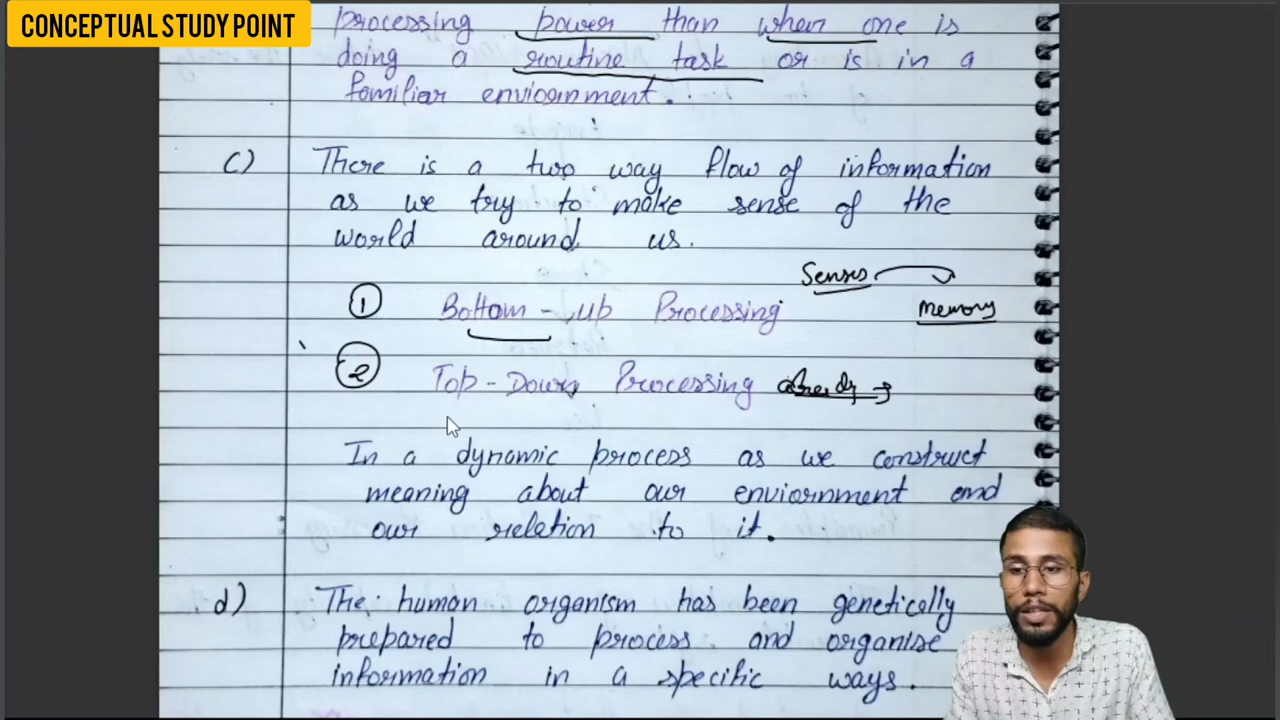 CONCEPTUAL STUDY POINT
processing power than when one is
doing a routine task or is in a
familiar enviornment.
c) There is a two way flow of information
as we try to make sense of the
world around us.
Senses
① Bottom-up Processing memory
② Top-Down Processing
In a dynamic process as we construct
meaning about our enviornment and
our relation to it.
d) The human organism has been genetically
prepared to process and organise
information in a specific ways.